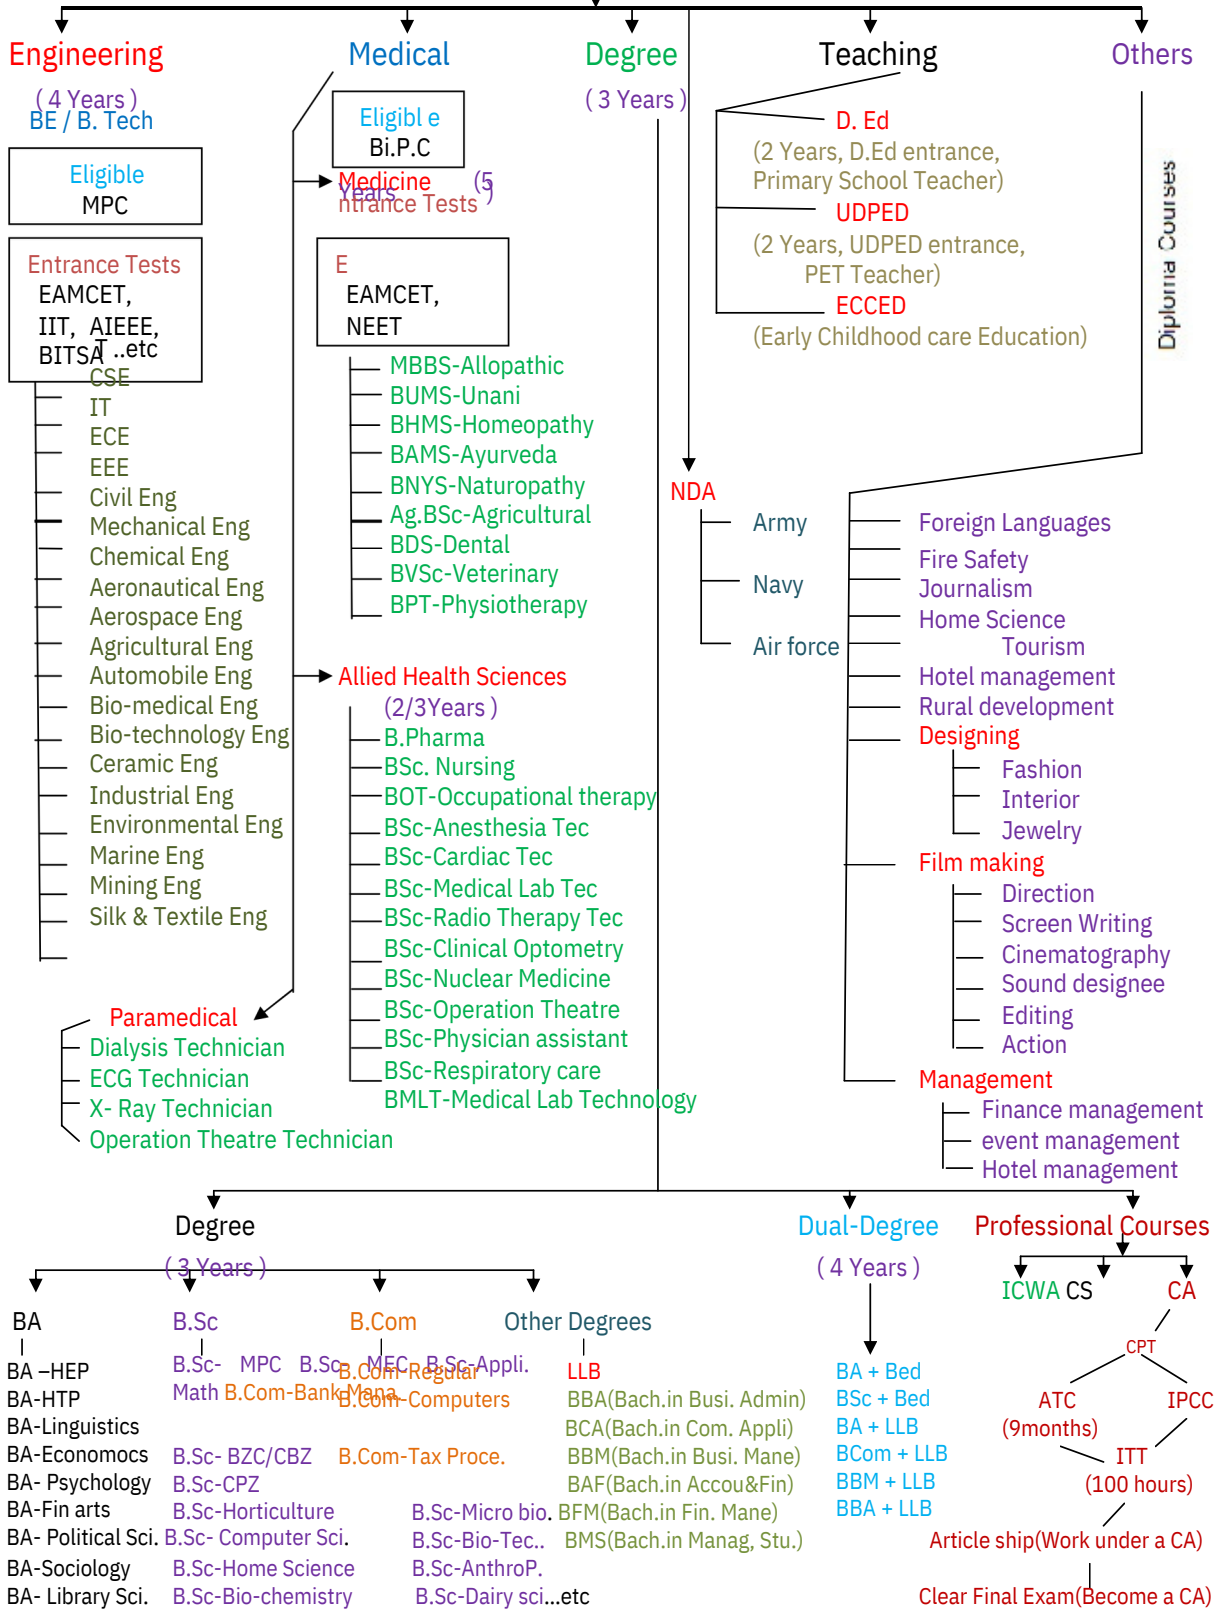 Engineering
( 4 Years )
BE / B. Tech
Eligible
MPC
Entrance Tests
EAMCET,
IIT, AIEEE,
BITSA T ..etc
CSE
IT
ECE
EEE
Civil Eng
Mechanical Eng
Chemical Eng
Aeronautical Eng
Aerospace Eng
Agricultural Eng
Automobile Eng
Bio-medical Eng
Bio-technology Eng
Ceramic Eng
Industrial Eng
Environmental Eng
Marine Eng
Mining Eng
Silk & Textile Eng
Medical
Eligibl e
Bi.P.C
Medicine (5
Years )
ntrance Tests
E
EAMCET,
NEET
MBBS-Allopathic
BUMS-Unani
BHMS-Homeopathy
BAMS-Ayurveda
BNYS-Naturopathy
Ag.BSc-Agricultural
BDS-Dental
BVSc-Veterinary
BPT-Physiotherapy
Allied Health Sciences
(2/3Years )
B.Pharma
BSc. Nursing
BOT-Occupational therapy
BSc-Anesthesia Tec
BSc-Cardiac Tec
BSc-Medical Lab Tec
BSc-Radio Therapy Tec
BSc-Clinical Optometry
BSc-Nuclear Medicine
BSc-Operation Theatre
BSc-Physician assistant
BSc-Respiratory care
BMLT-Medical Lab Technology
Paramedical
Dialysis Technician
ECG Technician
X- Ray Technician
Operation Theatre Technician
Degree
( 3 Years )
NDA
Army
Navy
Air force
Teaching
D. Ed
(2 Years, D.Ed entrance,
Primary School Teacher)
UDPED
(2 Years, UDPED entrance,
PET Teacher)
ECCED
(Early Childhood care Education)
Others
Diploma Courses
Foreign Languages
Fire Safety
Journalism
Home Science
Tourism
Hotel management
Rural development
Designing
Fashion
Interior
Jewelry
Film making
Direction
Screen Writing
Cinematography
Sound designee
Editing
Action
Management
Finance management
event management
Hotel management
Degree
( 3 Years )
BA
BA –HEP
BA-HTP
BA-Linguistics
BA-Economocs
BA- Psychology
BA-Fin arts
BA- Political Sci.
BA-Sociology
BA- Library Sci.
B.Sc
B.Sc- MPC B.Sc- MEC B.Sc-Appli.
Math B.Com-Bank Mana.
B.Sc- BZC/CBZ
B.Sc-CPZ
B.Sc-Horticulture
B.Sc- Computer Sci.
B.Sc-Home Science
B.Sc-Bio-chemistry
B.Sc-Micro bio.
B.Sc-Bio-Tec..
B.Sc-AnthroP.
B.Sc-Dairy sci...etc
B.Com
B.Com-Regular
B.Com-Computers
B.Com-Tax Proce.
Other Degrees
LLB
BBA(Bach.in Busi. Admin)
BCA(Bach.in Com. Appli)
BBM(Bach.in Busi. Mane)
BAF(Bach.in Accou&Fin)
BFM(Bach.in Fin. Mane)
BMS(Bach.in Manag, Stu.)
Dual-Degree
( 4 Years )
BA + Bed
BSc + Bed
BA + LLB
BCom + LLB
BBM + LLB
BBA + LLB
Professional Courses
ICWA CS CA
CPT
ATC IPCC
(9months)
ITT
(100 hours)
Article ship(Work under a CA)
Clear Final Exam(Become a CA)